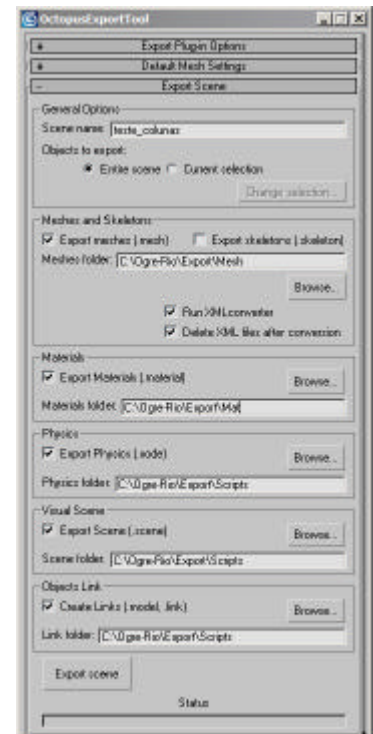 OctopusExportTool
+ Export Plugin Options
+ Default Mesh Settings
- Export Scene
General Options
Scene name: teste_colunas
Objects to export:
Entire scene Current selection
Change selection...
Meshes and Skeletons
Export meshes (.mesh) Export skeletons (.skeleton)
Meshes folder: C:\Ogre-Rio\Export\Mesh
Browse...
Run XMLconverter
Delete XML files after conversion
Materials
Export Materials (.material)
Browse...
Materials folder: C:\Ogre-Rio\Export\Mat
Physics
Export Physics (.xode)
Browse...
Physics folder: C:\Ogre-Rio\Export\Scripts
Visual Scene
Export Scene (.scene)
Browse...
Scene folder: C:\Ogre-Rio\Export\Scripts
Objects Link
Create Links (.model, .link)
Browse...
Link folder: C:\Ogre-Rio\Export\Scripts
Export scene
Status